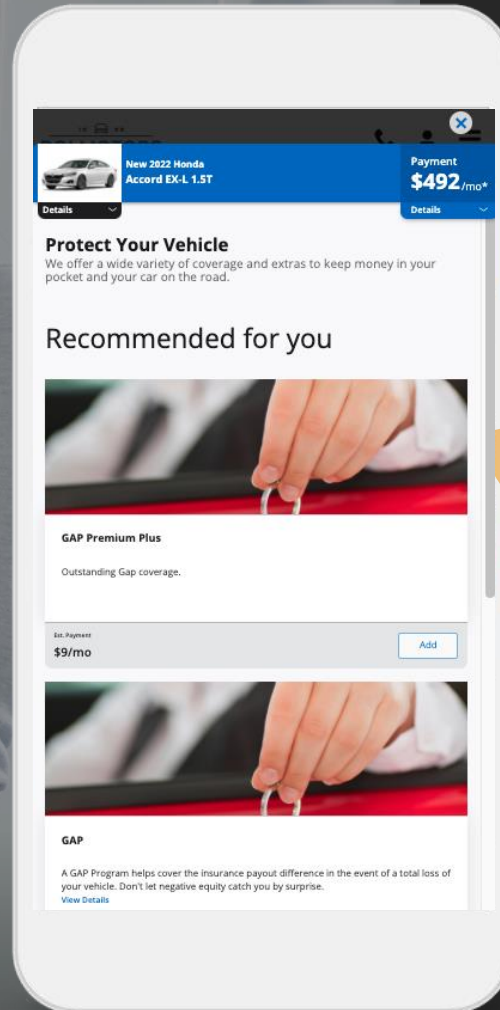 New 2022 Honda
Accord EX-L 1.5T
Details
Payment
$492/mo*
Details
Protect Your Vehicle
We offer a wide variety of coverage and extras to keep money in your
pocket and your car on the road.
Recommended for you
GAP Premium Plus
Outstanding Gap coverage.
Est. Payment
$9/mo
Add
GAP
A GAP Program helps cover the insurance payout difference in the event of a total loss of
your vehicle. Don't let negative equity catch you by surprise.
View Details